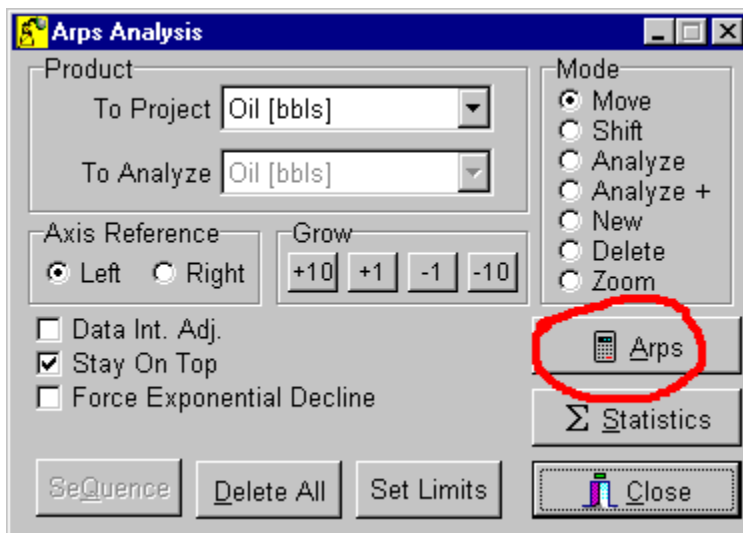 Arps Analysis
Product
To Project Oil [bbls]
To Analyze Oil [bbls]
Mode
Move
Shift
Analyze
Analyze +
New
Delete
Zoom
Axis Reference
Left Right
Grow
+10 +1 -1 -10
Data Int. Adj.
Stay On Top
Force Exponential Decline
Arps
Σ Statistics
SeQuence Delete All Set Limits Close